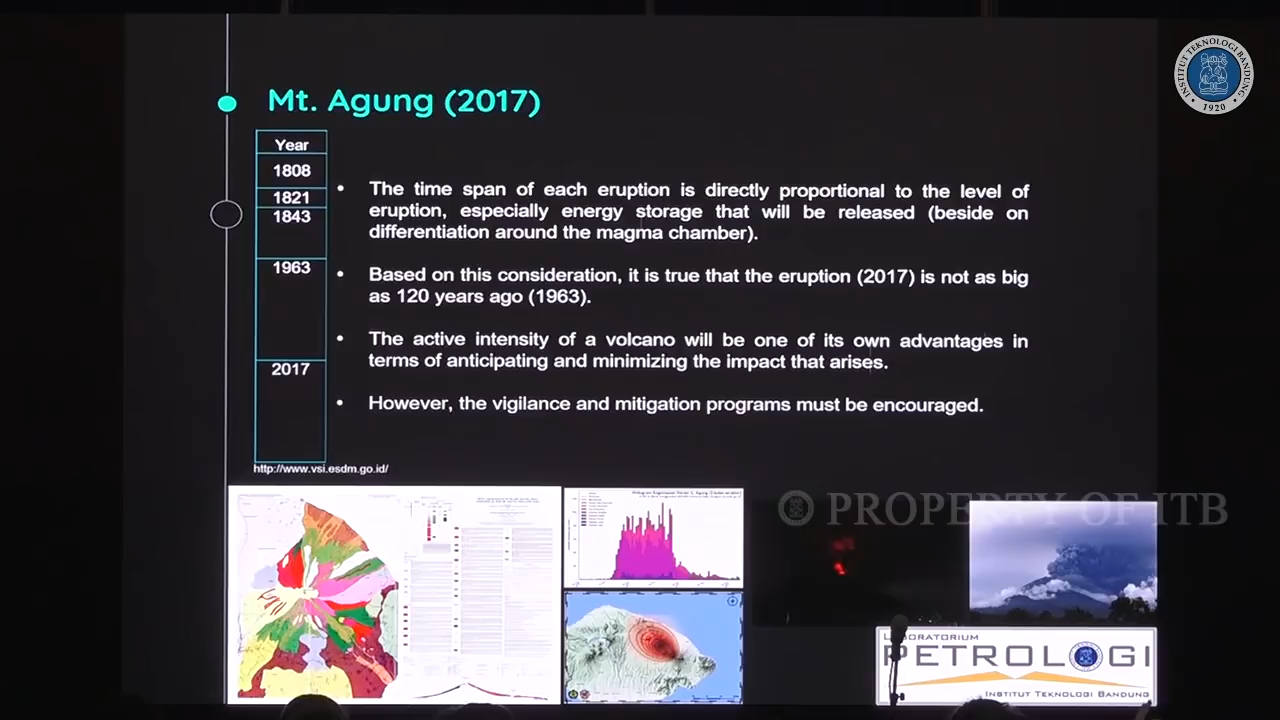 INSTITUT TEKNOLOGI BANDUNG
1920
Mt. Agung (2017)
Year
1808
1821
1843
1963
2017
• The time span of each eruption is directly proportional to the level of
eruption, especially energy storage that will be released (beside on
differentiation around the magma chamber).
• Based on this consideration, it is true that the eruption (2017) is not as big
as 120 years ago (1963).
• The active intensity of a volcano will be one of its own advantages in
terms of anticipating and minimizing the impact that arises.
• However, the vigilance and mitigation programs must be encouraged.
http://www.vsi.esdm.go.id/
PROPERTY OF ITB
LABORATORIUM
PETROLOGI
INSTITUT TEKNOLOGI BANDUNG